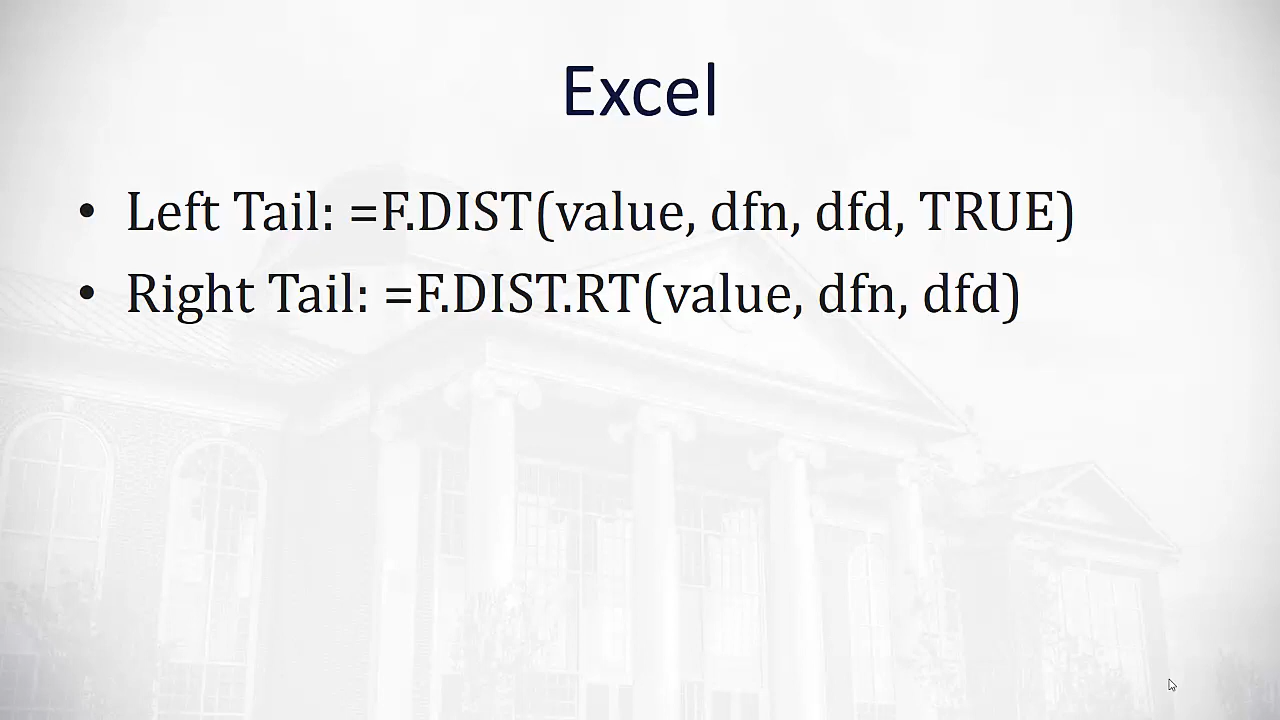 Excel
• Left Tail: =F.DIST(value, dfn, dfd, TRUE)
• Right Tail: =F.DIST.RT(value, dfn, dfd)